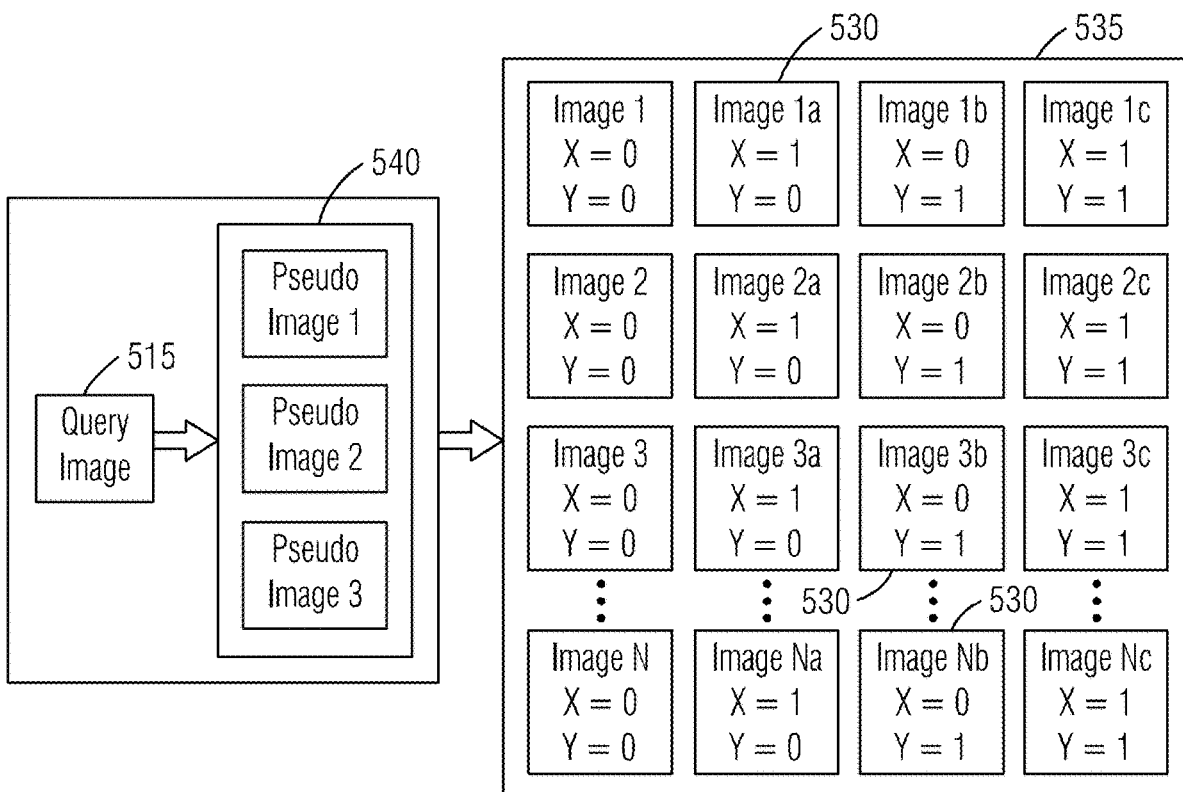 530
535
Image 1
X = 0
Y = 0
Image 1a
X = 1
Y = 0
Image 1b
X = 0
Y = 1
Image 1c
X = 1
Y = 1
540
Pseudo
Image 1
Image 2
X = 0
Y = 0
Image 2a
X = 1
Y = 0
Image 2b
X = 0
Y = 1
Image 2c
X = 1
Y = 1
515
Query
Image
Pseudo
Image 2
Image 3
X = 0
Y = 0
Image 3a
X = 1
Y = 0
Image 3b
X = 0
Y = 1
Image 3c
X = 1
Y = 1
Pseudo
Image 3
530
530
Image N
X = 0
Y = 0
Image Na
X = 1
Y = 0
Image Nb
X = 0
Y = 1
Image Nc
X = 1
Y = 1